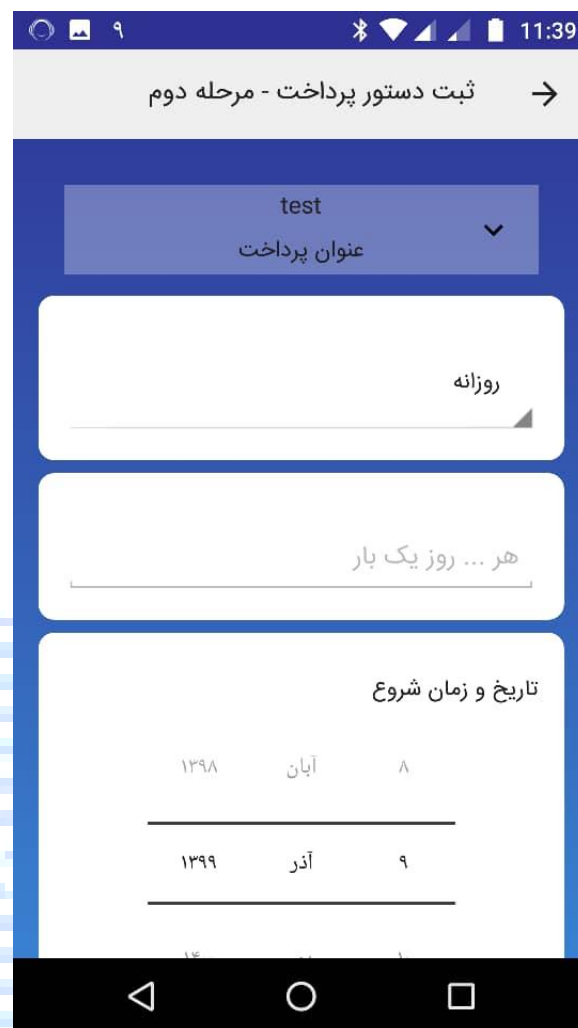 ۹ 11:39
ثبت دستور پرداخت - مرحله دوم
test
عنوان پرداخت
روزانه
هر ... روز یک بار
تاریخ و زمان شروع
۸ آبان ۱۳۹۸
۹ آذر ۱۳۹۹